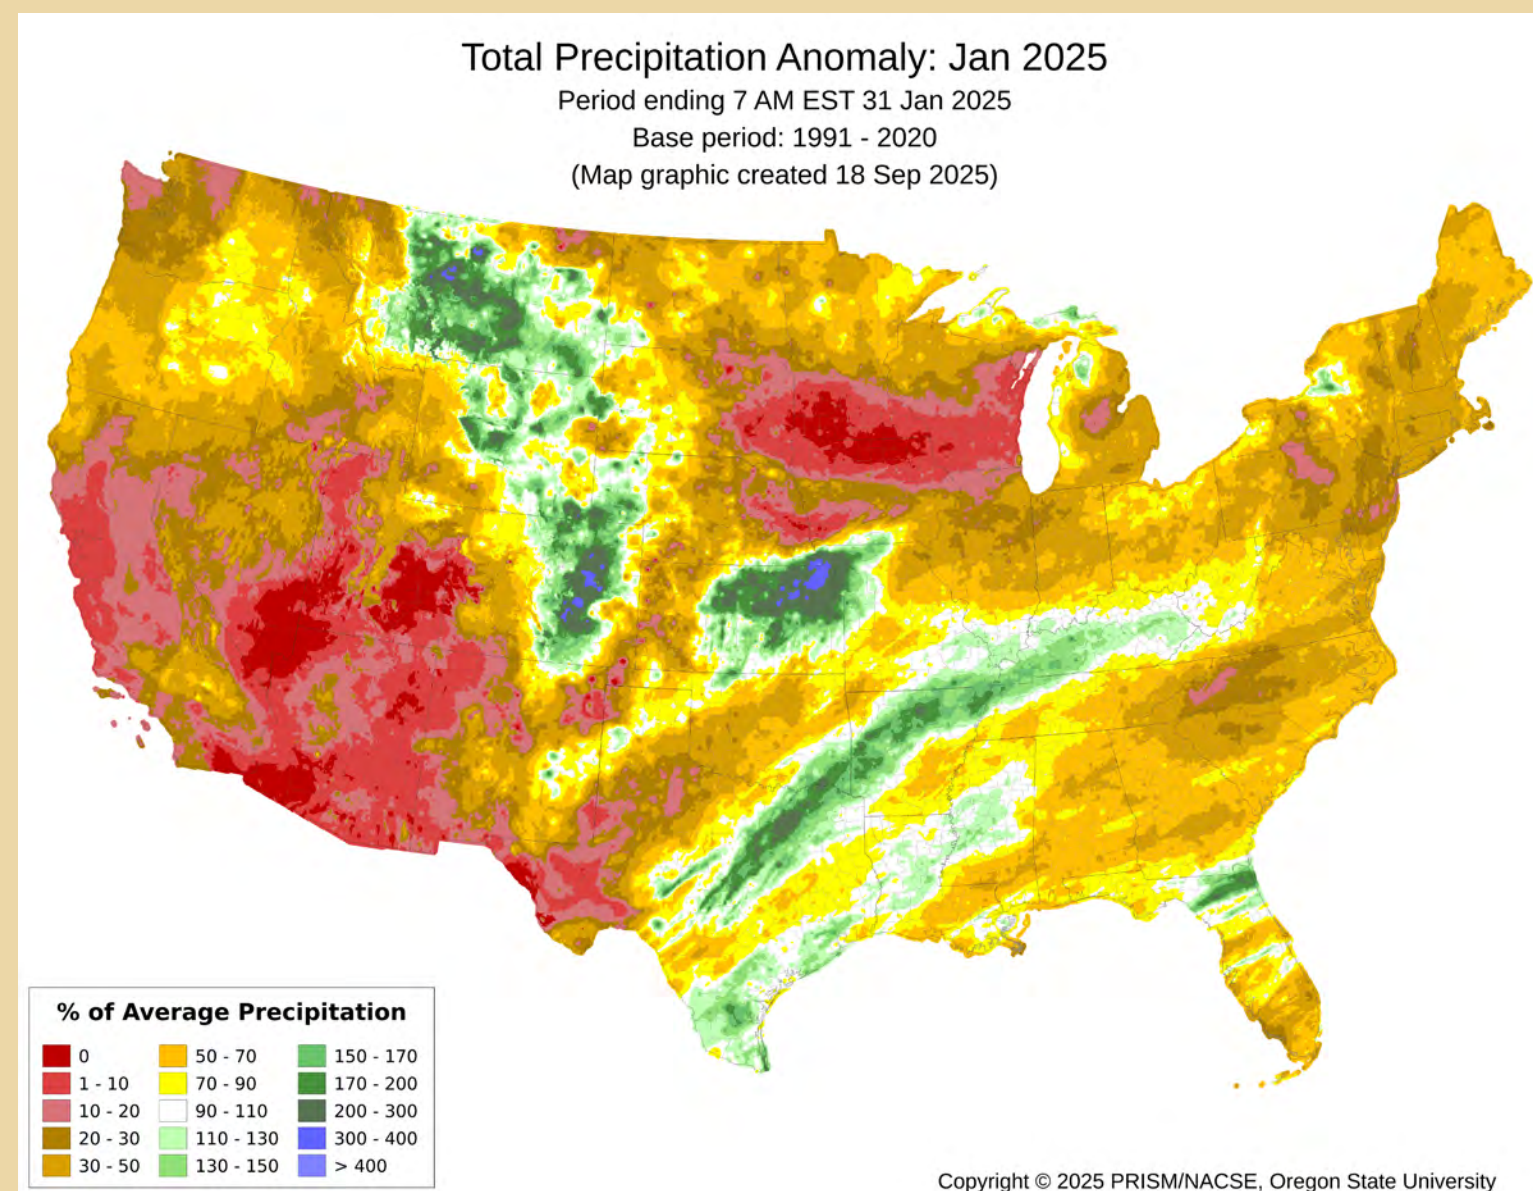 Total Precipitation Anomaly: Jan 2025
Period ending 7 AM EST 31 Jan 2025
Base period: 1991 - 2020
(Map graphic created 18 Sep 2025)
% of Average Precipitation
0
1 - 10
10 - 20
20 - 30
30 - 50
50 - 70
70 - 90
90 - 110
110 - 130
130 - 150
150 - 170
170 - 200
200 - 300
300 - 400
> 400
Copyright © 2025 PRISM/NACSE, Oregon State University